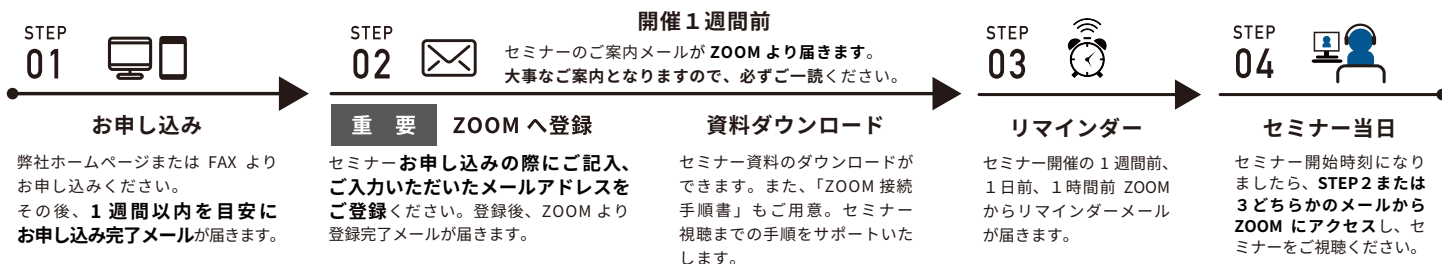 STEP
01
お申し込み
弊社ホームページまたは FAX より
お申し込みください。
その後、1 週間以内を目安に
お申し込み完了メールが届きます。
STEP
02
開催１週間前
セミナーのご案内メールが ZOOM より届きます。
大事なご案内となりますので、必ずご一読ください。
重 要 ZOOM へ登録
セミナーお申し込みの際にご記入、
ご入力いただいたメールアドレスを
ご登録ください。登録後、ZOOM より
登録完了メールが届きます。
資料ダウンロード
セミナー資料のダウンロードが
できます。また、「ZOOM 接続
手順書」もご用意。セミナー
視聴までの手順をサポートいた
します。
STEP
03
リマインダー
セミナー開催の 1 週間前、
１日前、１時間前 ZOOM
からリマインダーメール
が届きます。
STEP
04
セミナー当日
セミナー開始時刻になり
ましたら、STEP２または
３どちらかのメールから
ZOOM にアクセスし、セ
ミナーをご視聴ください。